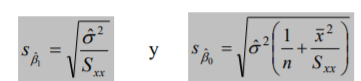 $s_{\hat{\beta}_1} = \sqrt{\frac{\hat{\sigma}^2}{S_{xx}}}$ y $s_{\hat{\beta}_0} = \sqrt{\hat{\sigma}^2 \left( \frac{1}{n} + \frac{\bar{x}^2}{S_{xx}} \right)}$